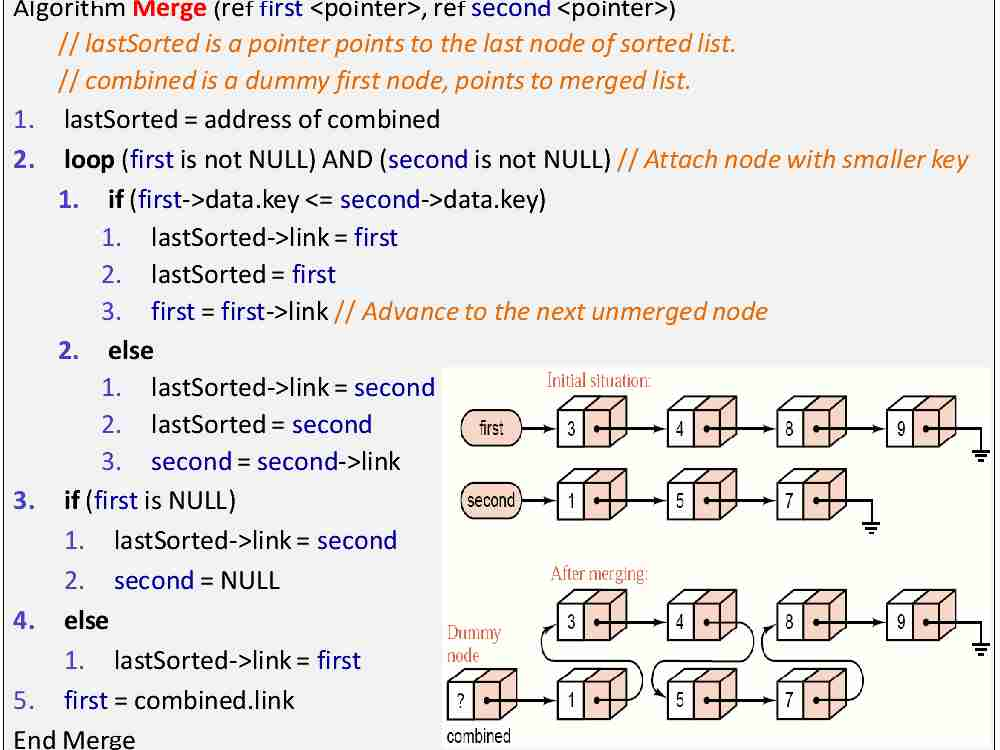 Algorithm Merge (ref first <pointer>, ref second <pointer>)
// lastSorted is a pointer points to the last node of sorted list.
// combined is a dummy first node, points to merged list.
1. lastSorted = address of combined
2. loop (first is not NULL) AND (second is not NULL) // Attach node with smaller key
1. if (first->data.key <= second->data.key)
1. lastSorted->link = first
2. lastSorted = first
3. first = first->link // Advance to the next unmerged node
2. else
1. lastSorted->link = second
2. lastSorted = second
3. second = second->link
3. if (first is NULL)
1. lastSorted->link = second
2. second = NULL
4. else
1. lastSorted->link = first
5. first = combined.link
End Merge
Initial situation:
first 3 4 8 9
second 1 5 7
After merging:
3 4 8 9
Dummy
node
? 1 5 7
combined